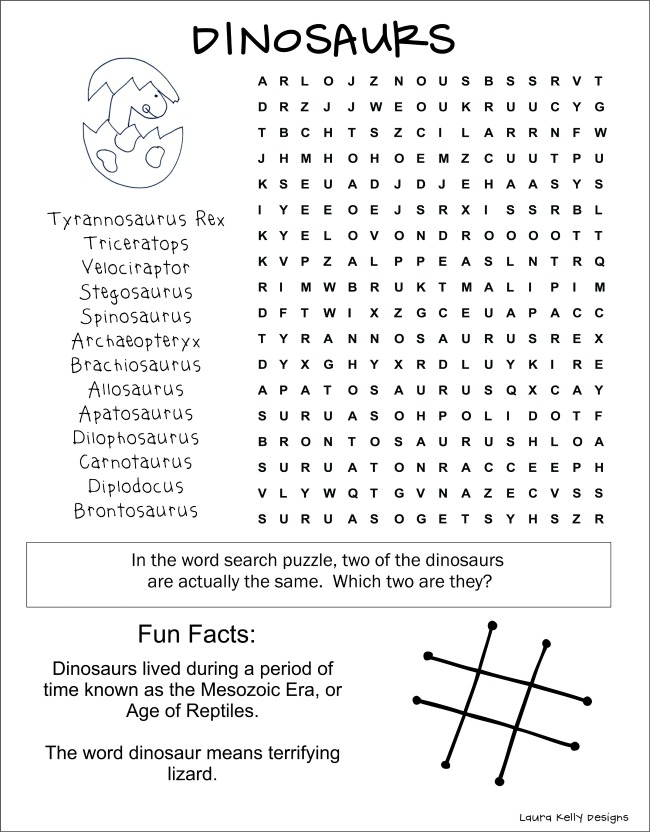 DINOSAURS
A R L O J Z N O U S B S S R V T
D R Z J J W E O U K R U U C Y G
T B C H T S Z C I L A R R N F W
J H M H O H O E M Z C U U T P U
K S E U A D J D J E H A A S Y S
I Y E E O E J S R X I S S R B L
K Y E L O V O N D R O O O O T T
K V P Z A L P P E A S L N T R Q
R I M W B R U K T M A L I P I M
D F T W I X Z G C E U A P A C C
T Y R A N N O S A U R U S R E X
D Y X G H Y X R D L U Y K I R E
A P A T O S A U R U S Q X C A Y
S U R U A S O H P O L I D O T F
B R O N T O S A U R U S H L O A
S U R U A T O N R A C C E E P H
V L Y W Q T G V N A Z E C V S S
S U R U A S O G E T S Y H S Z R
Tyrannosaurus Rex
Triceratops
Velociraptor
Stegosaurus
Spinosaurus
Archaeopteryx
Brachiosaurus
Allosaurus
Apatosaurus
Dilophosaurus
Carnotaurus
Diplodocus
Brontosaurus
In the word search puzzle, two of the dinosaurs
are actually the same.  Which two are they?
Fun Facts:
Dinosaurs lived during a period of
time known as the Mesozoic Era, or
Age of Reptiles.
The word dinosaur means terrifying
lizard.
Laura Kelly Designs